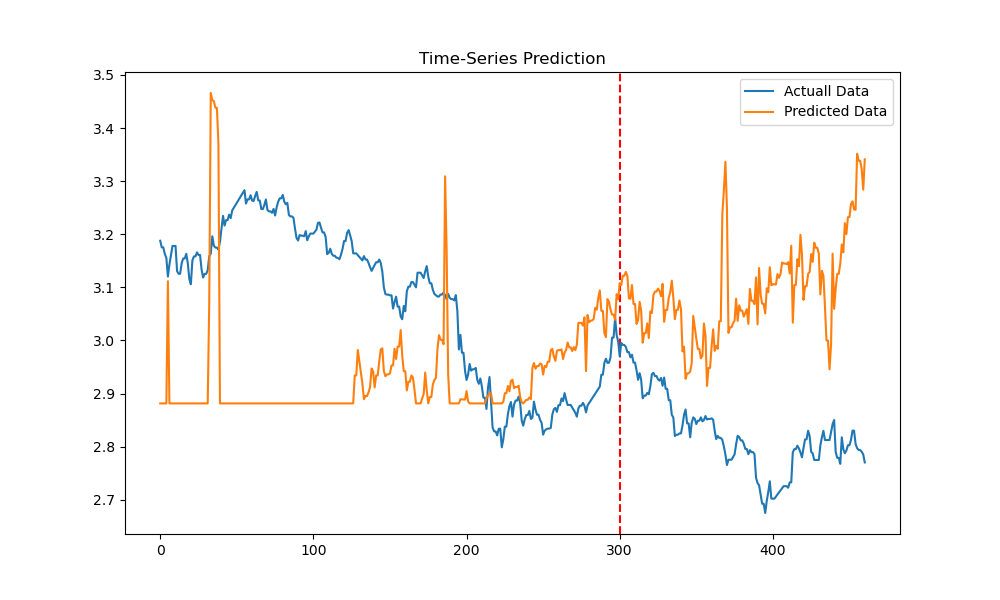 Time-Series Prediction
Actuall Data
Predicted Data
3.5
3.4
3.3
3.2
3.1
3.0
2.9
2.8
2.7
0 100 200 300 400